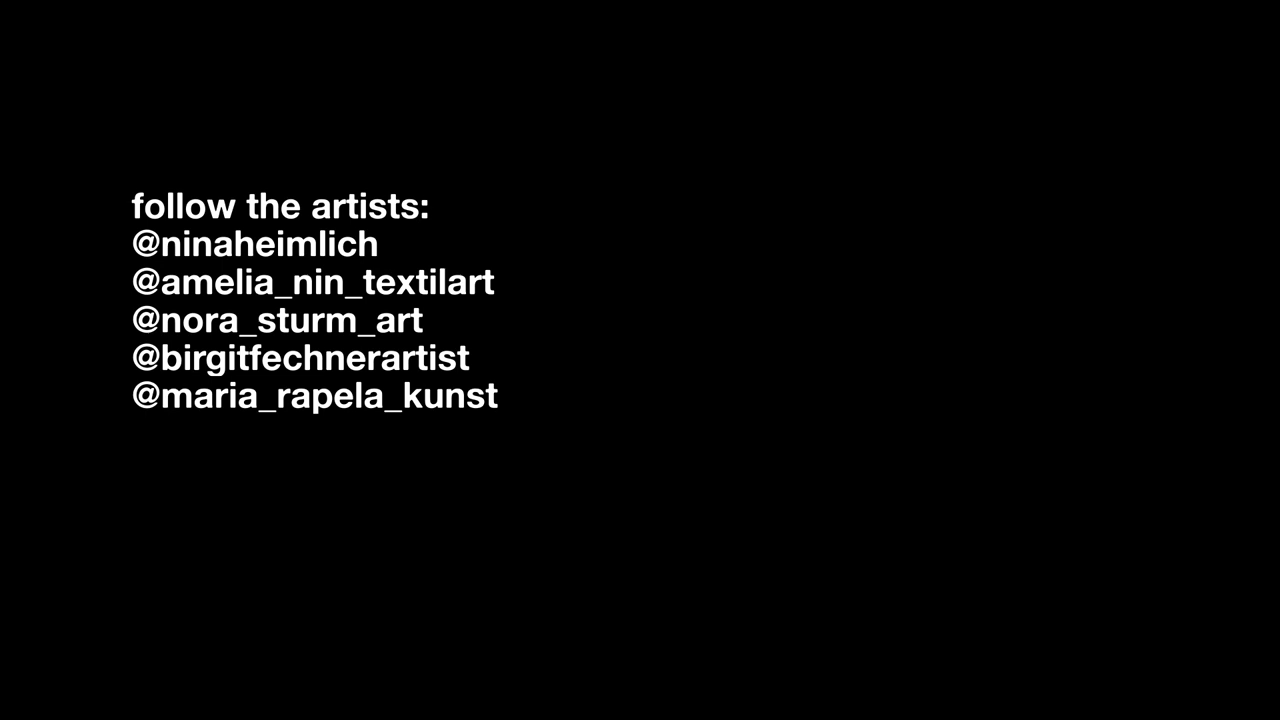 follow the artists:
@ninaheimlich
@amelia_nin_textilart
@nora_sturm_art
@birgitfechnerartist
@maria_rapela_kunst